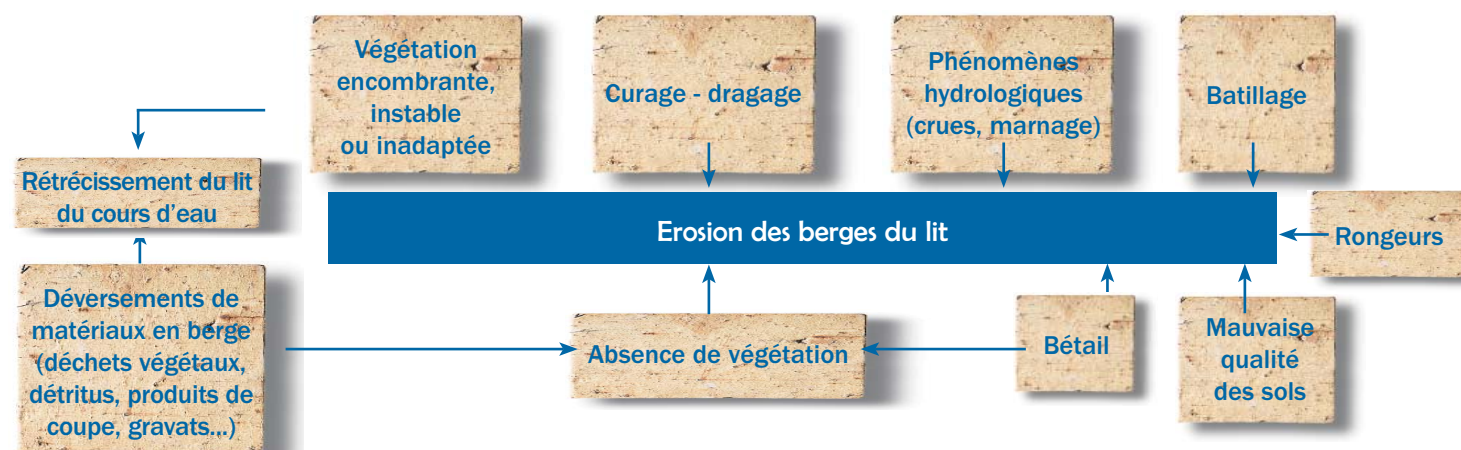 Végétation
encombrante,
instable
ou inadaptée
Curage - dragage
Phénomènes
hydrologiques
(crues, marnage)
Batillage
Rétrécissement du lit
du cours d'eau
Erosion des berges du lit
Rongeurs
Déversements de
matériaux en berge
(déchets végétaux,
détritus, produits de
coupe, gravats...)
Absence de végétation
Bétail
Mauvaise
qualité
des sols